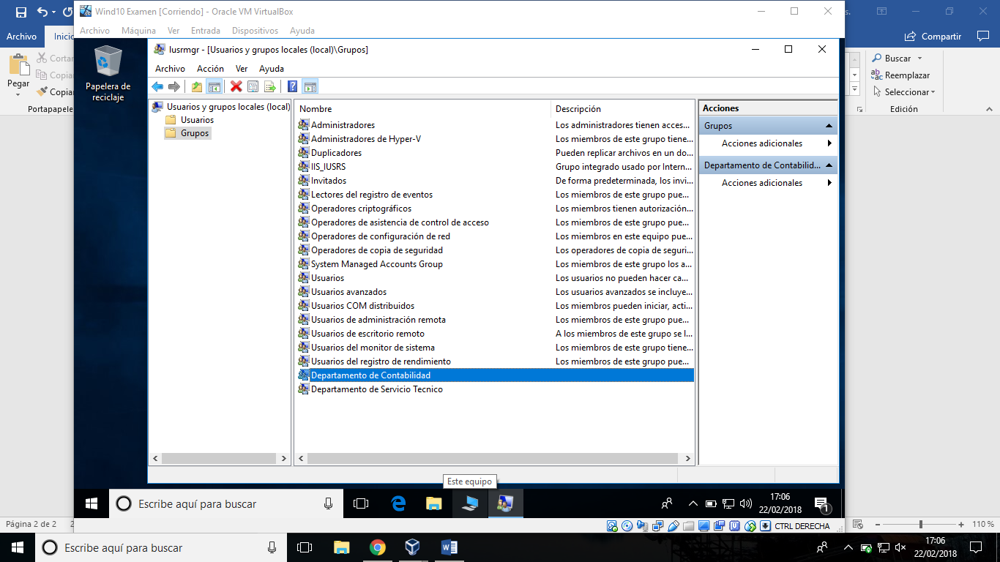 Wind10 Examen [Corriendo] - Oracle VM VirtualBox
Archivo Máquina Ver Entrada Dispositivos Ayuda
Archivo Inicio
Compartir
Pegar
Cortar
Copiar
Copiar
Portapapeles
Buscar
Reemplazar
Seleccionar
Edición
Papelera de reciclaje
lusrmgr - [Usuarios y grupos locales (local)\Grupos]
Archivo Acción Ver Ayuda
Usuarios y grupos locales (local)
Usuarios
Grupos
Nombre Descripción
Administradores Los administradores tienen acces...
Administradores de Hyper-V Los miembros de este grupo tiene...
Duplicadores Pueden replicar archivos en un do...
IIS_IUSRS Grupo integrado usado por Intern...
Invitados De forma predeterminada, los invi...
Lectores del registro de eventos Los miembros de este grupo pue...
Operadores criptográficos Los miembros tienen autorización...
Operadores de asistencia de control de acceso Los miembros de este grupo pue...
Operadores de configuración de red Los miembros en este equipo pue...
Operadores de copia de seguridad Los operadores de copia de seguri...
System Managed Accounts Group Los miembros de este grupo los a...
Usuarios Los usuarios no pueden hacer ca...
Usuarios avanzados Los usuarios avanzados se incluye...
Usuarios COM distribuidos Los miembros pueden iniciar, acti...
Usuarios de administración remota Los miembros de este grupo pue...
Usuarios de escritorio remoto A los miembros de este grupo se l...
Usuarios del monitor de sistema Los miembros de este grupo tiene...
Usuarios del registro de rendimiento Los miembros de este grupo pue...
Departamento de Contabilidad
Departamento de Servicio Tecnico
Acciones
Grupos
Acciones adicionales
Departamento de Contabilid...
Acciones adicionales
Este equipo
Escribe aquí para buscar
17:06
22/02/2018
1
CTRL DERECHA
Página 2 de 2 2
110 %
Escribe aquí para buscar
17:06
22/02/2018